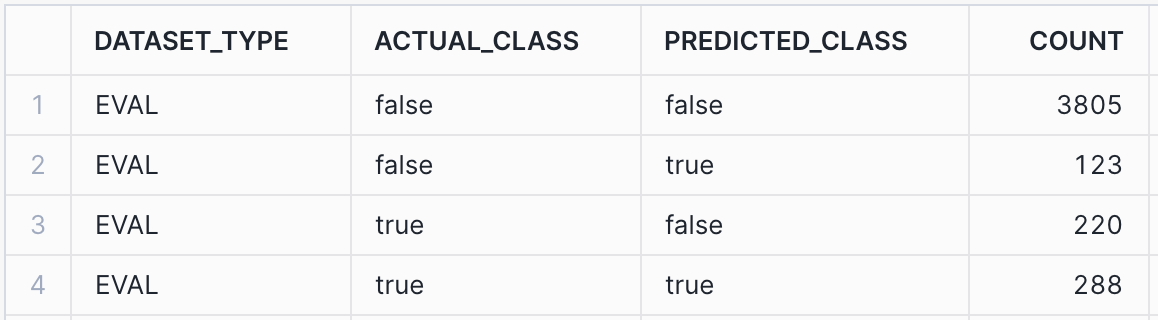 DATASET_TYPE ACTUAL_CLASS PREDICTED_CLASS COUNT
1 EVAL false false 3805
2 EVAL false true 123
3 EVAL true false 220
4 EVAL true true 288